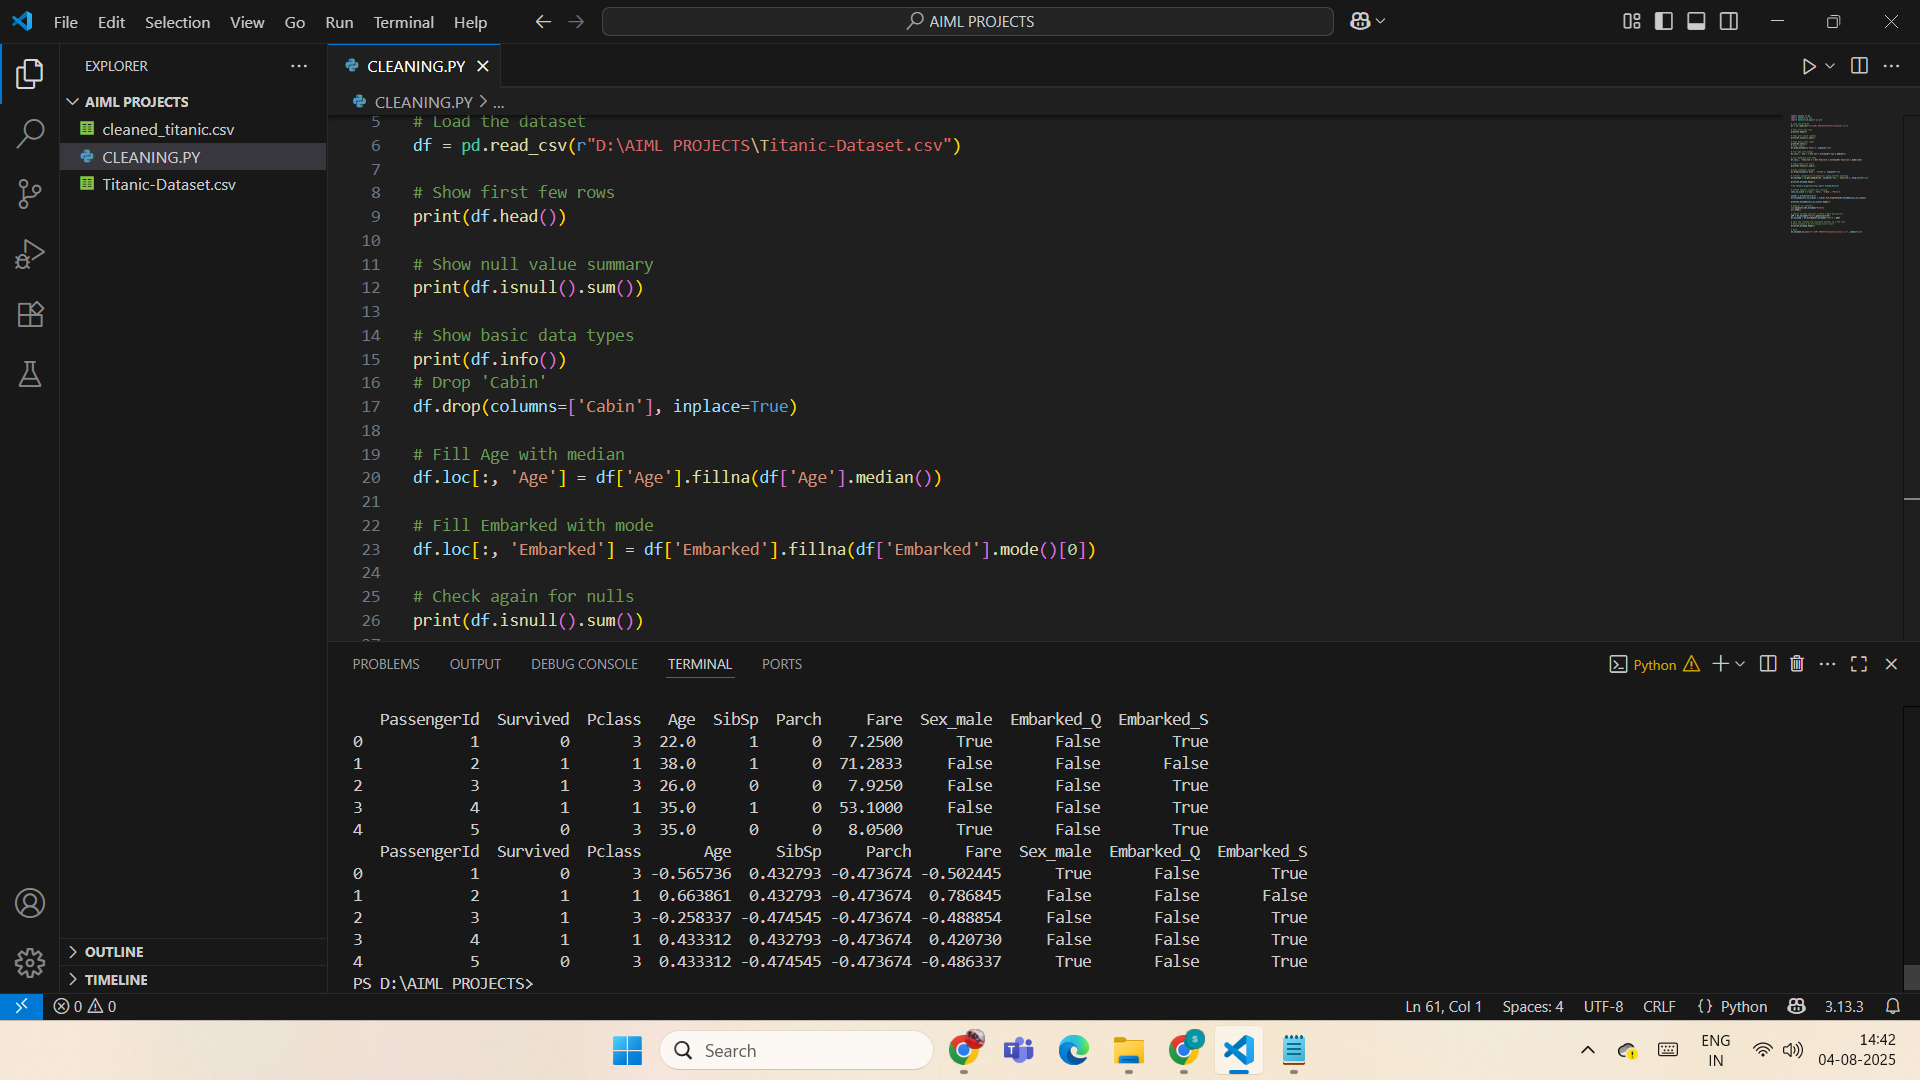 File Edit Selection View Go Run Terminal Help
AIML PROJECTS
EXPLORER
AIML PROJECTS
cleaned_titanic.csv
CLEANING.PY
Titanic-Dataset.csv
OUTLINE
TIMELINE
CLEANING.PY
CLEANING.PY > ...
5 # Load the dataset
6 df = pd.read_csv(r"D:\AIML PROJECTS\Titanic-Dataset.csv")
7
8 # Show first few rows
9 print(df.head())
10
11 # Show null value summary
12 print(df.isnull().sum())
13
14 # Show basic data types
15 print(df.info())
16 # Drop 'Cabin'
17 df.drop(columns=['Cabin'], inplace=True)
18
19 # Fill Age with median
20 df.loc[:, 'Age'] = df['Age'].fillna(df['Age'].median())
21
22 # Fill Embarked with mode
23 df.loc[:, 'Embarked'] = df['Embarked'].fillna(df['Embarked'].mode()[0])
24
25 # Check again for nulls
26 print(df.isnull().sum())
PROBLEMS OUTPUT DEBUG CONSOLE TERMINAL PORTS
Python
PassengerId Survived Pclass Age SibSp Parch Fare Sex_male Embarked_Q Embarked_S
0 1 0 3 22.0 1 0 7.2500 True False True
1 2 1 1 38.0 1 0 71.2833 False False False
2 3 1 3 26.0 0 0 7.9250 False False True
3 4 1 1 35.0 1 0 53.1000 False False True
4 5 0 3 35.0 0 0 8.0500 True False True
PassengerId Survived Pclass Age SibSp Parch Fare Sex_male Embarked_Q Embarked_S
0 1 0 3 -0.565736 0.432793 -0.473674 -0.502445 True False True
1 2 1 1 0.663861 0.432793 -0.473674 0.786845 False False False
2 3 1 3 -0.258337 -0.474545 -0.473674 -0.488854 False False True
3 4 1 1 0.433312 0.432793 -0.473674 0.420730 False False True
4 5 0 3 0.433312 -0.474545 -0.473674 -0.486337 True False True
PS D:\AIML PROJECTS>
0 0
Ln 61, Col 1 Spaces: 4 UTF-8 CRLF {} Python 3.13.3
Search
S
ENG
IN
14:42
04-08-2025